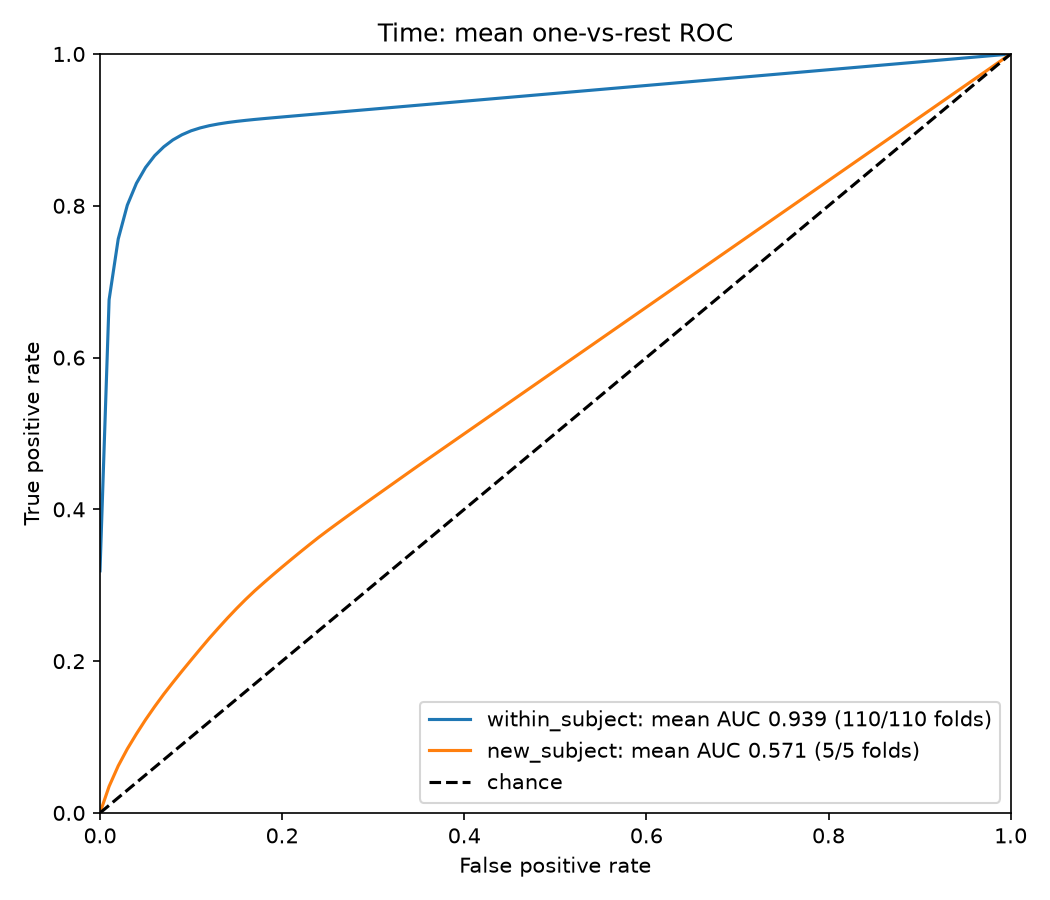 Time: mean one-vs-rest ROC
1.0
0.8
0.6
0.4
0.2
0.0
True positive rate
within_subject: mean AUC 0.939 (110/110 folds)
new_subject: mean AUC 0.571 (5/5 folds)
chance
0.0 0.2 0.4 0.6 0.8 1.0
False positive rate